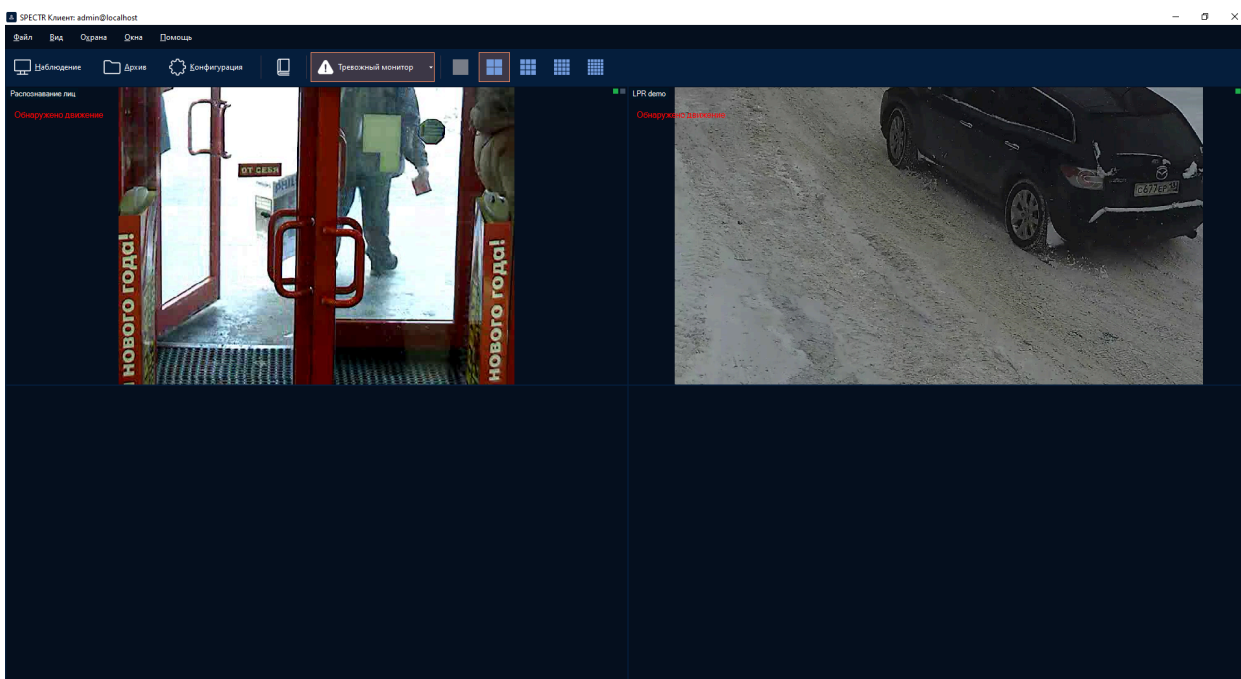 SPECTR Клиент: admin@localhost
Файл Вид Охрана Окна Помощь
Наблюдение Архив Конфигурация Тревожный монитор
Распознавание лиц
Обнаружено движение
ОТ СЕБЯ
НОВОГО ГОДА!
НОВОГО ГОДА!
LPR demo
Обнаружено движение